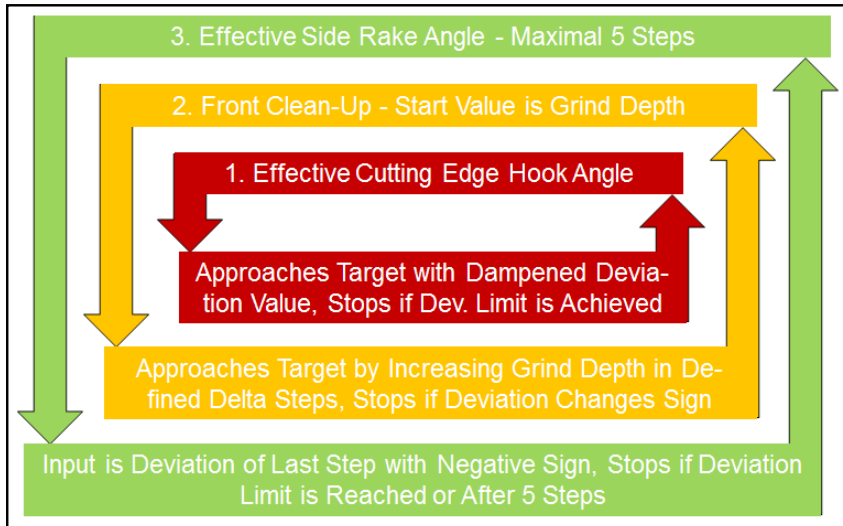 3. Effective Side Rake Angle - Maximal 5 Steps
2. Front Clean-Up - Start Value is Grind Depth
1. Effective Cutting Edge Hook Angle
Approaches Target with Dampened Devia-
tion Value, Stops if Dev. Limit is Achieved
Approaches Target by Increasing Grind Depth in De-
fined Delta Steps, Stops if Deviation Changes Sign
Input is Deviation of Last Step with Negative Sign, Stops if Deviation
Limit is Reached or After 5 Steps